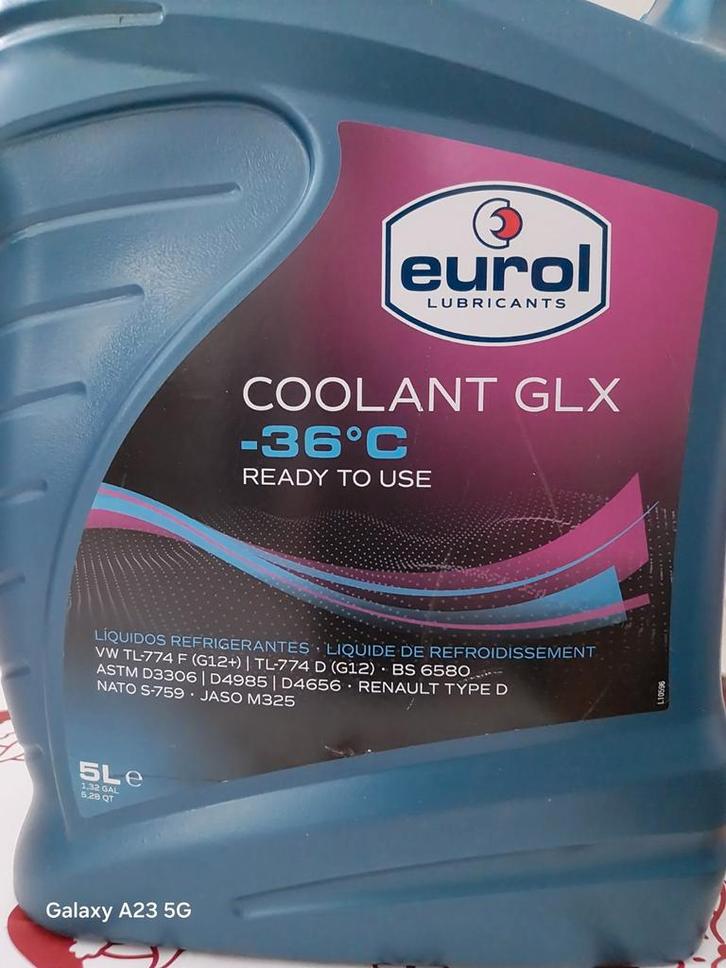 eurol
LUBRICANTS
COOLANT GLX
-36°C
READY TO USE
LÍQUIDOS REFRIGERANTES · LIQUIDE DE REFROIDISSEMENT
VW TL-774 F (G12+) | TL-774 D (G12) · BS 6580
ASTM D3306 | D4985 | D4656 · RENAULT TYPE D
NATO S-759 · JASO M325
L10596
5L e
1,32 GAL
5,28 QT
Galaxy A23 5G